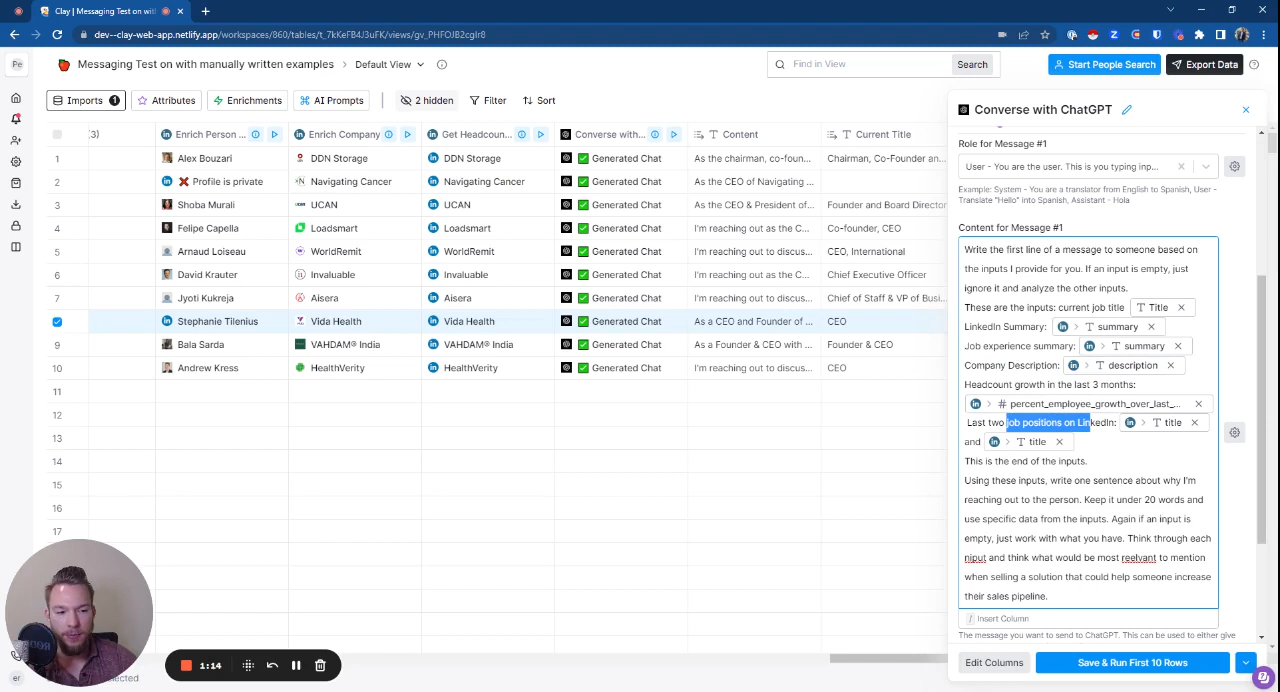 Clay | Messaging Test on with
dev--clay-web-app.netlify.app/workspaces/860/tables/t_7kKeFB4J3uFK/views/gv_PHFOJB2cgIr8
Pe
Messaging Test on with manually written examples > Default View
Find in View
Search
Start People Search
Export Data
Imports 1
Attributes
Enrichments
AI Prompts
2 hidden
Filter
Sort
3)
Enrich Person ...
Enrich Company
Get Headcoun...
Converse with...
Content
Current Title
1 Alex Bouzari DDN Storage DDN Storage Generated Chat As the chairman, co-foun... Chairman, Co-Founder an
2 Profile is private Navigating Cancer Navigating Cancer Generated Chat As the CEO of Navigating ...
3 Shoba Murali UCAN UCAN Generated Chat As the CEO & President of... Founder and Board Director
4 Felipe Capella Loadsmart Loadsmart Generated Chat I'm reaching out as the C... Co-founder, CEO
5 Arnaud Loiseau WorldRemit WorldRemit Generated Chat I'm reaching out to discus... CEO, International
6 David Krauter Invaluable Invaluable Generated Chat I'm reaching out as the C... Chief Executive Officer
7 Jyoti Kukreja Aisera Aisera Generated Chat I'm reaching out to discus... Chief of Staff & VP of Busi...
Stephanie Tilenius Vida Health Vida Health Generated Chat As a CEO and Founder of ... CEO
9 Bala Sarda VAHDAM® India VAHDAM® India Generated Chat As a Founder & CEO with ... Founder & CEO
10 Andrew Kress HealthVerity HealthVerity Generated Chat I'm reaching out to discus... CEO
11
12
13
14
15
16
17
1:14
er
Converse with ChatGPT
Role for Message #1
User - You are the user. This is you typing inp...
Example: System - You are a translator from English to Spanish, User -
Translate "Hello" into Spanish, Assistant - Hola
Content for Message #1
Write the first line of a message to someone based on
the inputs I provide for you. If an input is empty, just
ignore it and analyze the other inputs.
These are the inputs: current job title T Title
LinkedIn Summary: in > T summary
Job experience summary: in > T summary
Company Description: in > T description
Headcount growth in the last 3 months:
in > # percent_employee_growth_over_last_...
Last two job positions on LinkedIn: in > T title
and in > T title
This is the end of the inputs.
Using these inputs, write one sentence about why I'm
reaching out to the person. Keep it under 20 words and
use specific data from the inputs. Again if an input is
empty, just work with what you have. Think through each
niput and think what would be most reelvant to mention
when selling a solution that could help someone increase
their sales pipeline.
/ Insert Column
The message you want to send to ChatGPT. This can be used to either give
Edit Columns
Save & Run First 10 Rows